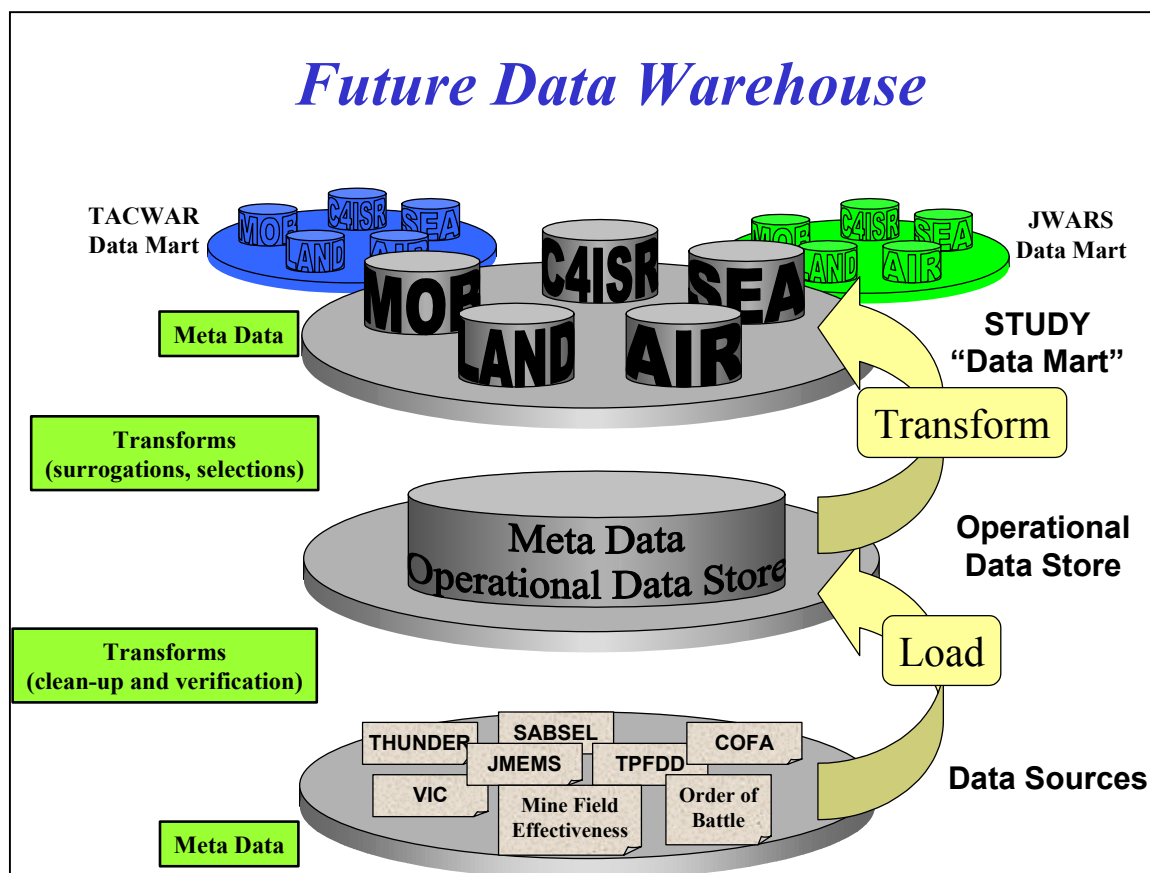 Future Data Warehouse
TACWAR
Data Mart
MOB
C4ISR
SEA
LAND
AIR
MOB
C4ISR
SEA
LAND
AIR
JWARS
Data Mart
MOB
C4ISR
SEA
LAND
AIR
Meta Data
STUDY
“Data Mart”
Transform
Transforms
(surrogations, selections)
Meta Data
Operational Data Store
Operational
Data Store
Transforms
(clean-up and verification)
Load
THUNDER
SABSEL
COFA
JMEMS
TPFDD
VIC
Mine Field
Effectiveness
Order of
Battle
Data Sources
Meta Data